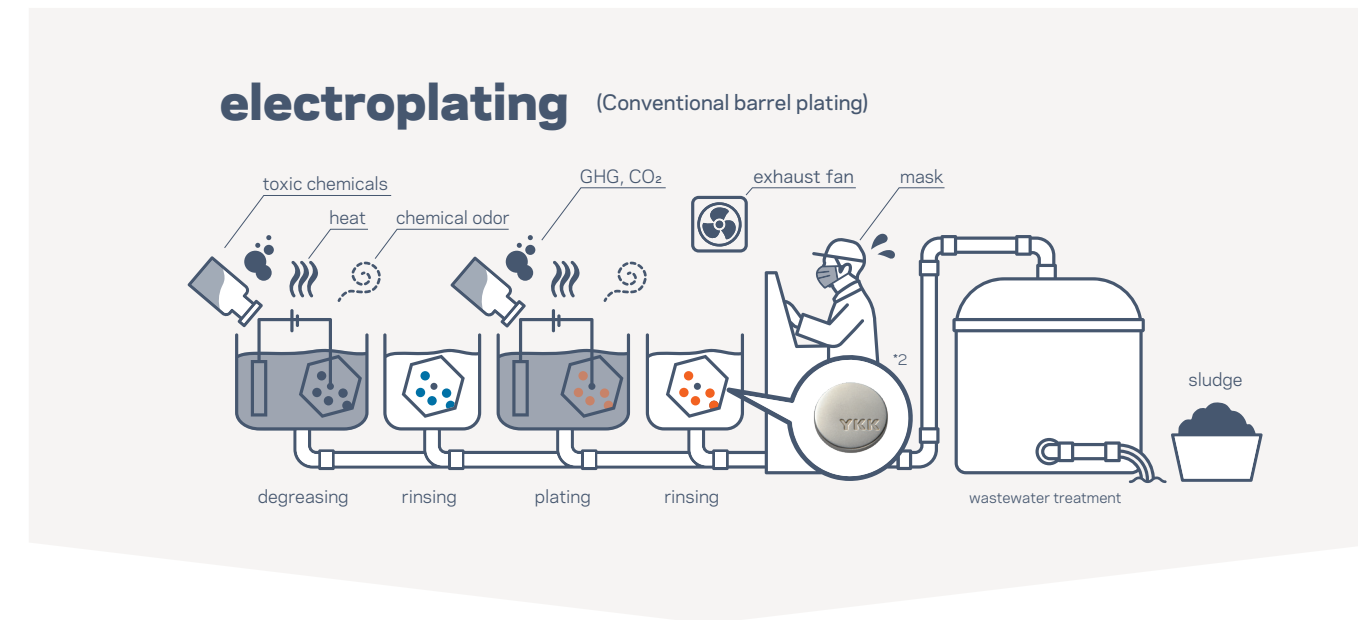 electroplating (Conventional barrel plating)
toxic chemicals
heat
chemical odor
GHG, CO₂
exhaust fan
mask
*2
YKK
sludge
degreasing
rinsing
plating
rinsing
wastewater treatment